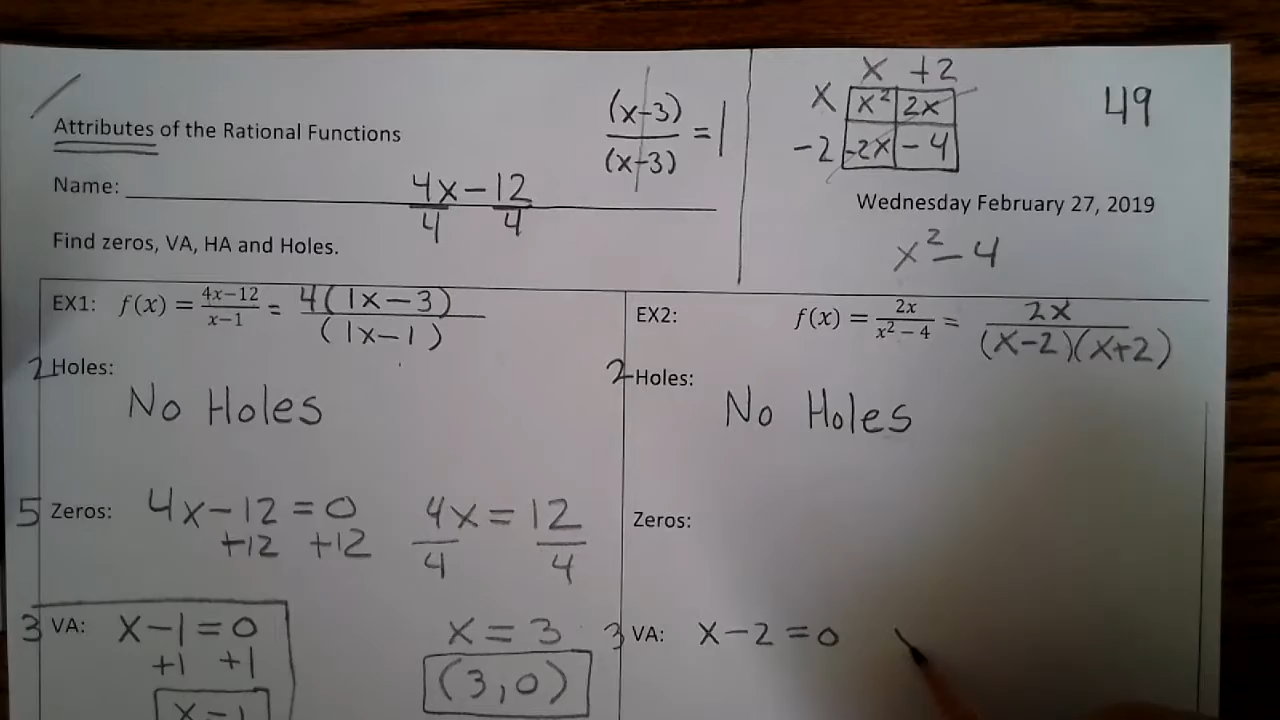 Attributes of the Rational Functions
(x-3)
(x-3)
=1
x +2
x x² 2x
-2 -2x -4
49
Name:
4x-12
4 4
Wednesday February 27, 2019
x²-4
Find zeros, VA, HA and Holes.
EX1: f(x) = 4x-12 / x-1 = 4(1x-3) / (1x-1)
2 Holes:
No Holes
5 Zeros: 4x-12=0
+12 +12
4x=12
4 4
x=3
(3,0)
3 VA: x-1=0
+1 +1
x=1
EX2: f(x) = 2x / x² - 4 = 2x / (x-2)(x+2)
2 Holes:
No Holes
Zeros:
3 VA: x-2=0